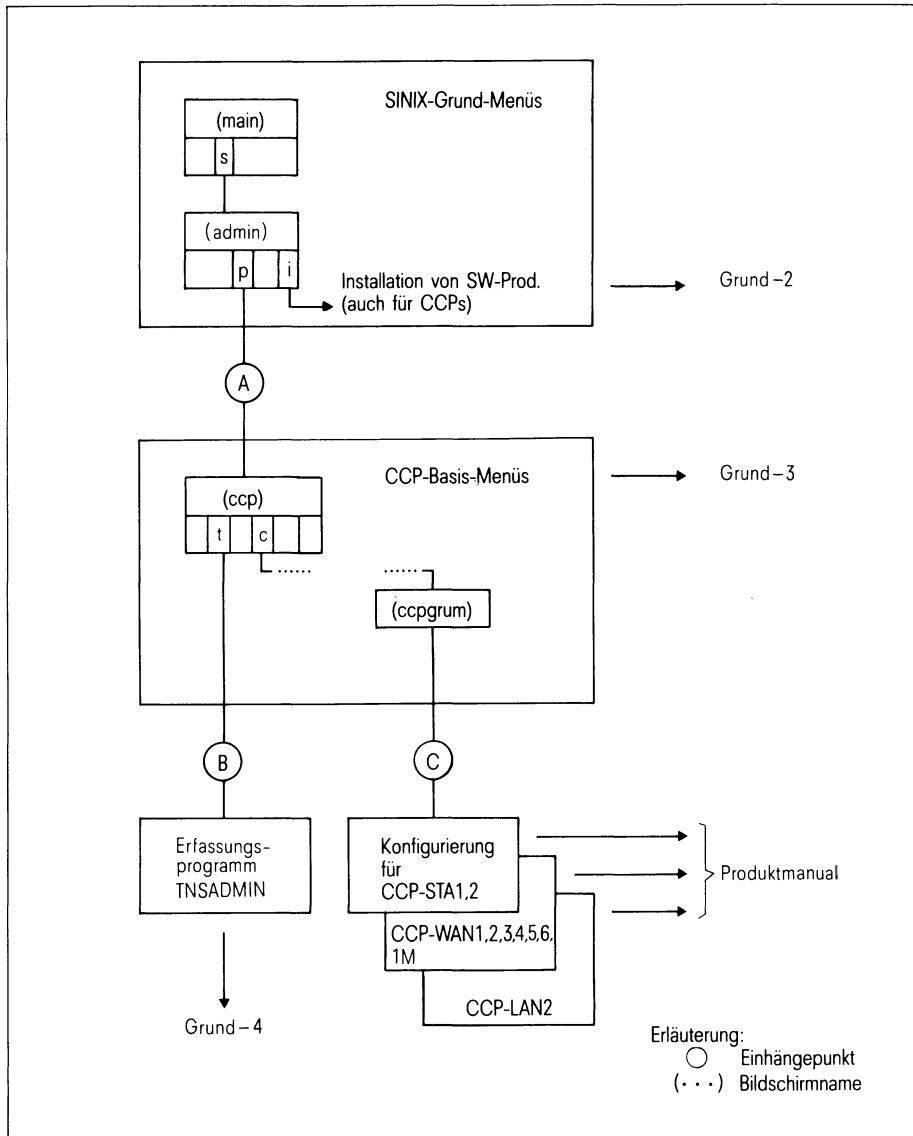 SINIX-Grund-Menüs
(main)
s
(admin)
p i
Installation von SW-Prod.
(auch für CCPs)
Grund-2
A
CCP-Basis-Menüs
Grund-3
(ccp)
t c
...... ......
(ccpgrum)
B
C
Erfassungs-
programm
TNSADMIN
Grund-4
Konfigurierung
für
CCP-STA1,2
CCP-WAN1,2,3,4,5,6,
1M
CCP-LAN2
Produktmanual
Erläuterung:
Einhängepunkt
(···) Bildschirmname